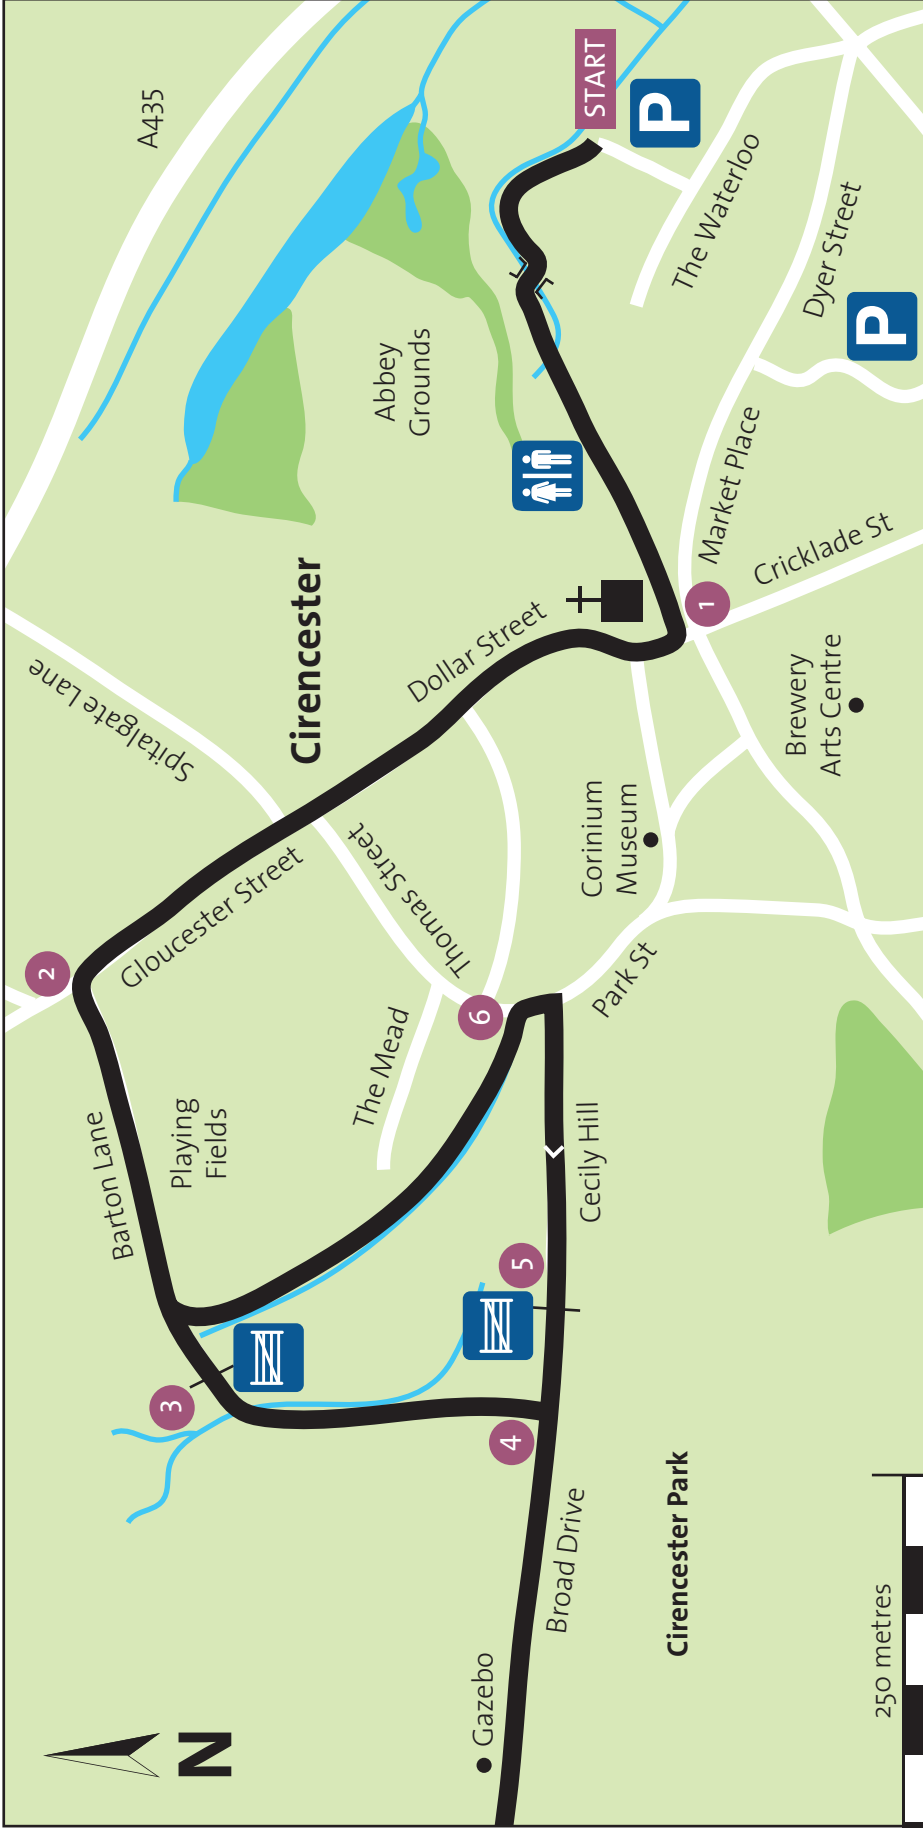 N
Gazebo
Broad Drive
Cirencester Park
250 metres
3
4
5
Barton Lane
Playing
Fields
Cecily Hill
The Mead
2
6
Gloucester Street
Thomas Street
Park St
Spitalgate Lane
Cirencester
Dollar Street
Corinium
Museum
Brewery
Arts Centre
1
Market Place
Cricklade St
Abbey
Grounds
A435
The Waterloo
Dyer Street
START
P
P